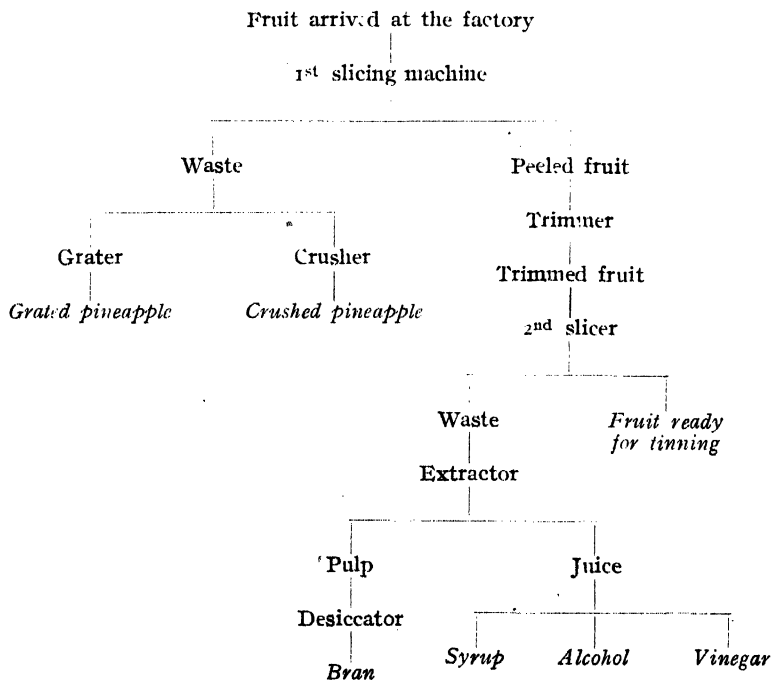 Fruit arrived at the factory
1st slicing machine
Waste
Peeled fruit
Trimmer
Grater
Crusher
Trimmed fruit
Grated pineapple
Crushed pineapple
2nd slicer
Waste
Fruit ready
for tinning
Extractor
Pulp
Juice
Desiccator
Syrup
Alcohol
Vinegar
Bran